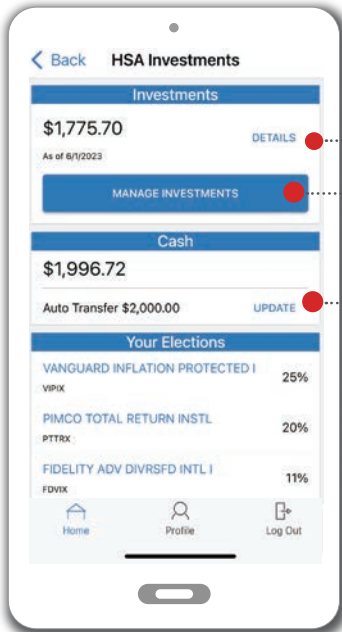 Back HSA Investments
Investments
$1,775.70 DETAILS
As of 6/1/2023
MANAGE INVESTMENTS
Cash
$1,996.72
Auto Transfer $2,000.00 UPDATE
Your Elections
VANGUARD INFLATION PROTECTED I 25%
VIPIX
PIMCO TOTAL RETURN INSTL 20%
PTTRX
FIDELITY ADV DIVRSFD INTL I 11%
FDVIX
Home Profile Log Out